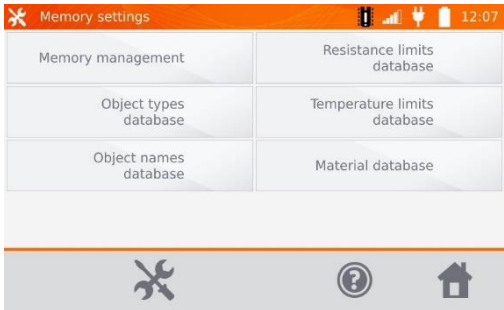 Memory settings
12:07
Memory management
Resistance limits
database
Object types
database
Temperature limits
database
Object names
database
Material database